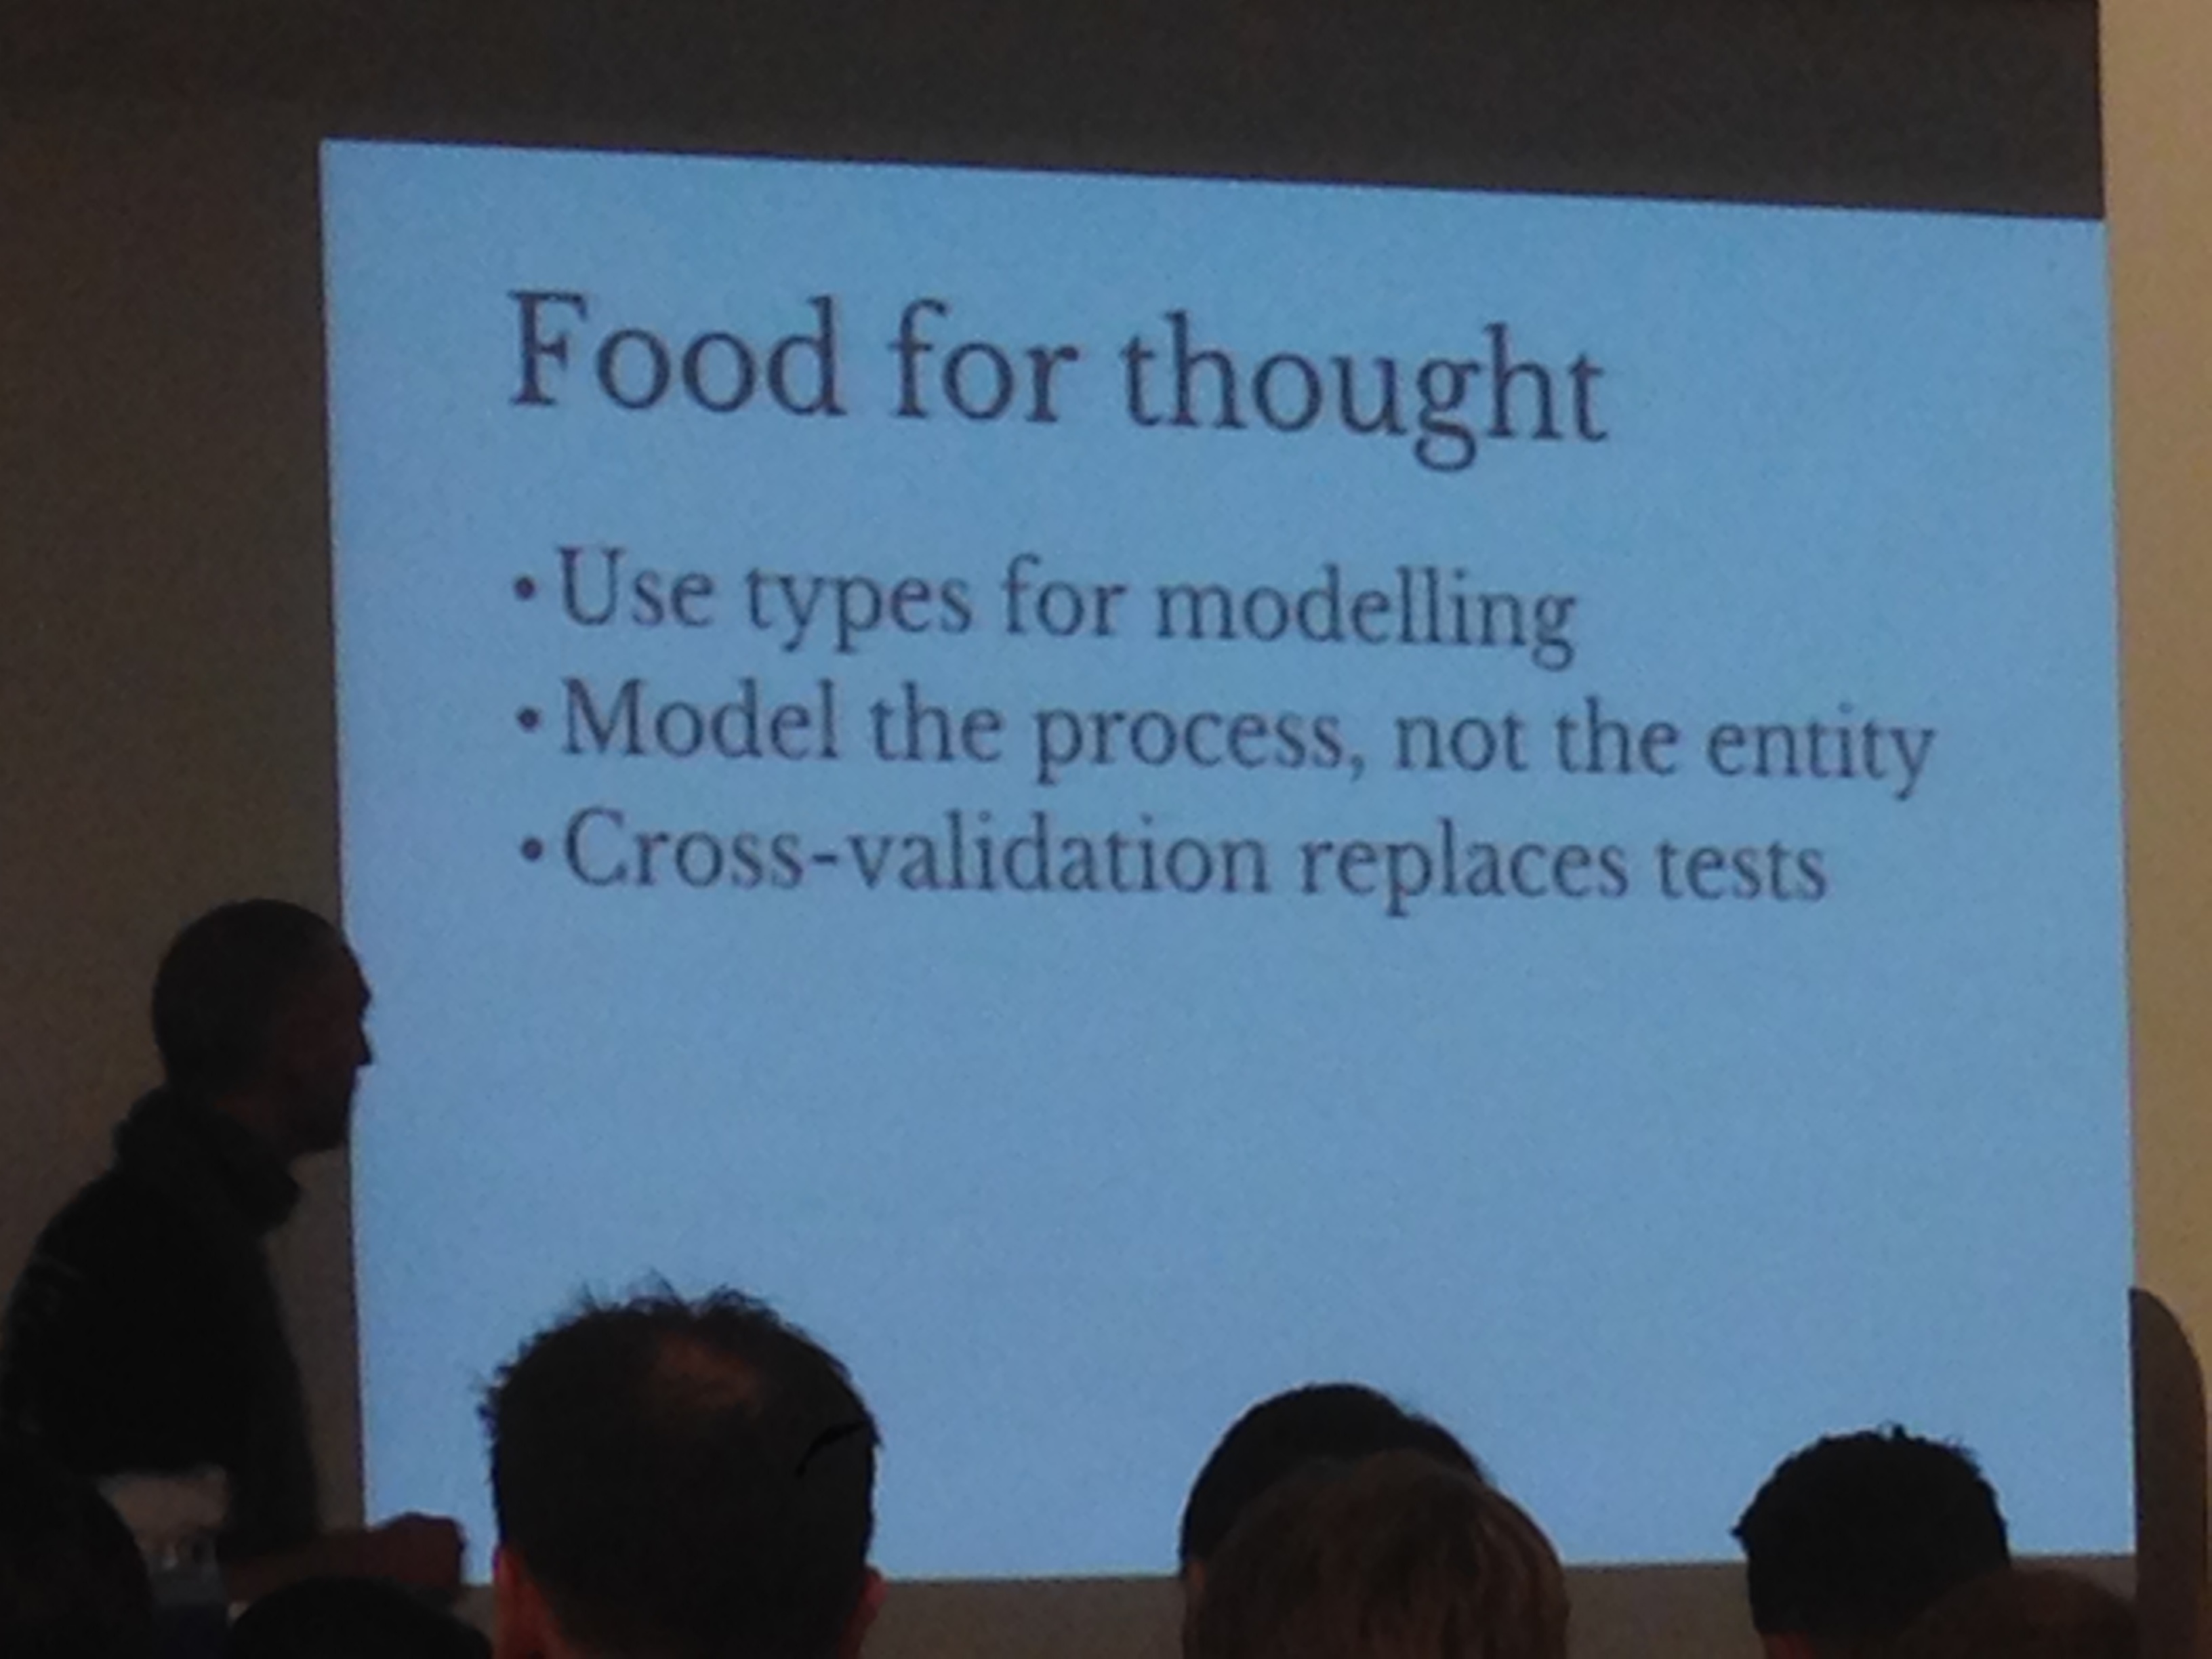 Food for thought
• Use types for modelling
• Model the process, not the entity
• Cross-validation replaces tests